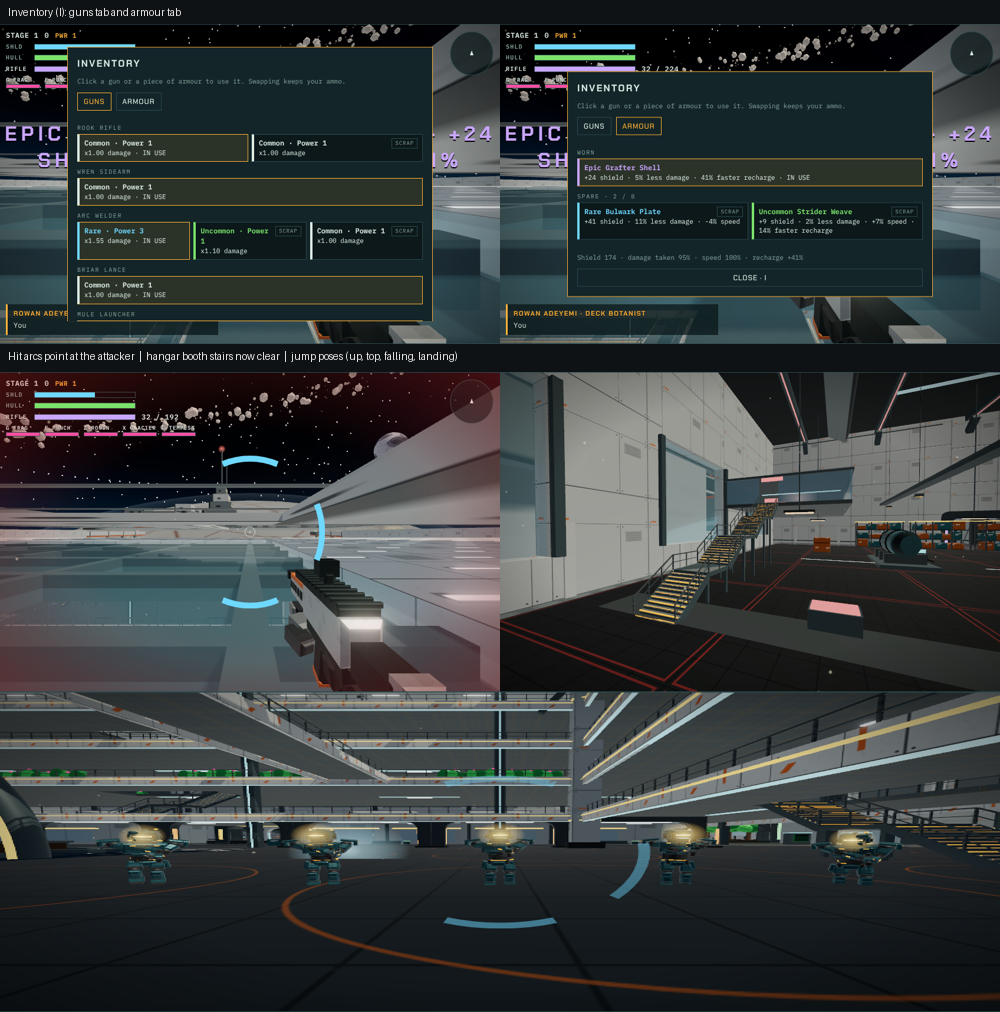 Inventory (I): guns tab and armour tab
STAGE 1 0 PWR 1
SHLD
HULL
RIFLE
EPIC
SH
INVENTORY
Click a gun or a piece of armour to use it. Swapping keeps your ammo.
GUNS ARMOUR
ROOK RIFLE
Common · Power 1
x1.00 damage · IN USE
Common · Power 1 SCRAP
x1.00 damage
WREN SIDEARM
Common · Power 1
x1.00 damage · IN USE
ARC WELDER
Rare · Power 3
x1.55 damage · IN USE
Uncommon · Power 1 SCRAP
x1.10 damage
Common · Power 1 SCRAP
x1.00 damage
BRIAR LANCE
Common · Power 1
x1.00 damage · IN USE
MULE LAUNCHER
+24
%
ROWAN ADEYE
You
STAGE 1 0 PWR 1
SHLD
HULL
RIFLE
32 / 224
EPIC
SH
INVENTORY
Click a gun or a piece of armour to use it. Swapping keeps your ammo.
GUNS ARMOUR
WORN
Epic Grafter Shell
+24 shield · 5% less damage · 41% faster recharge · IN USE
SPARE · 2 / 8
Rare Bulwark Plate SCRAP
+41 shield · 11% less damage · -4% speed
Uncommon Strider Weave SCRAP
+9 shield · 2% less damage · +7% speed ·
14% faster recharge
Shield 174 · damage taken 95% · speed 100% · recharge +41%
CLOSE · I
+24
1%
ROWAN ADEYEMI · DECK BOTANIST
You
Hit arcs point at the attacker | hangar booth stairs now clear | jump poses (up, top, falling, landing)
STAGE 1 0 PWR 1
SHLD
HULL
RIFLE 32 / 192